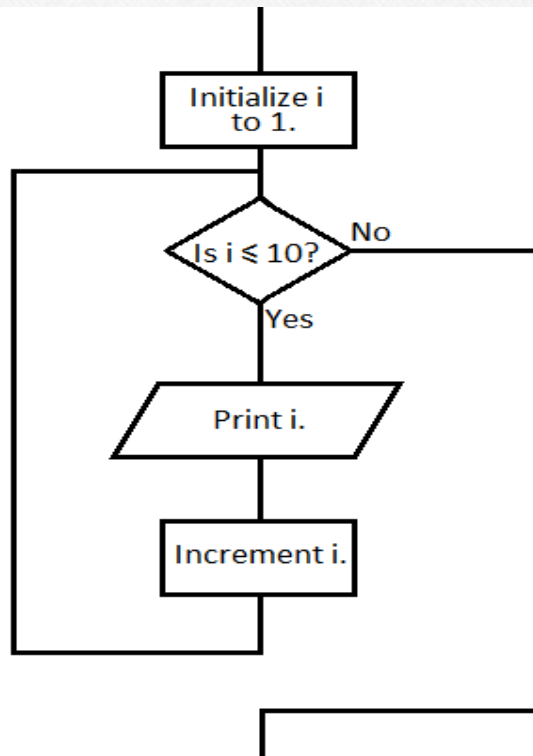 Initialize i
to 1.
Is i ⩽ 10?
No
Yes
Print i.
Increment i.